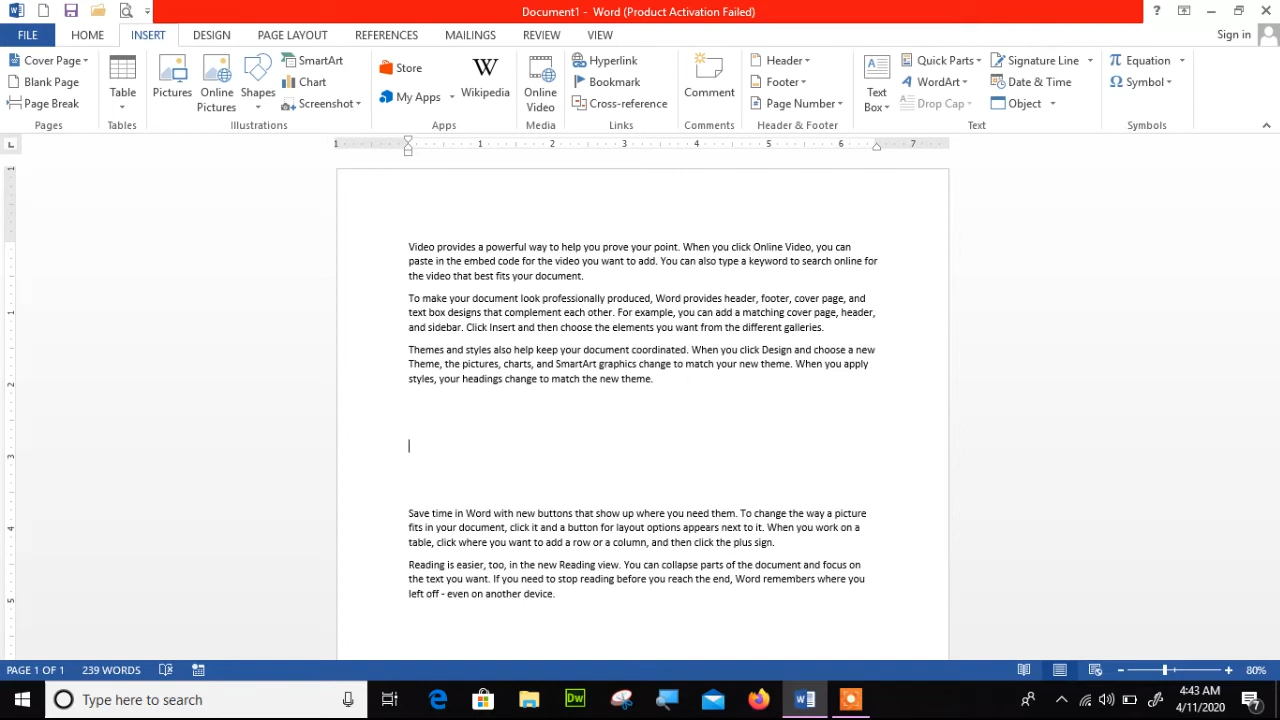 Document1 - Word (Product Activation Failed)
FILE HOME INSERT DESIGN PAGE LAYOUT REFERENCES MAILINGS REVIEW VIEW Sign in
Cover Page
Blank Page
Page Break
Pages
Table
Tables
Pictures
Online Pictures
Shapes
SmartArt
Chart
Screenshot
Illustrations
Store
My Apps
W
Wikipedia
Apps
Online Video
Media
Hyperlink
Bookmark
Cross-reference
Links
Comment
Comments
Header
Footer
Page Number
Header & Footer
Text Box
Quick Parts
WordArt
Drop Cap
Signature Line
Date & Time
Object
Text
Equation
Symbol
Symbols
1 1 2 3 4 5 6 7
Video provides a powerful way to help you prove your point. When you click Online Video, you can
paste in the embed code for the video you want to add. You can also type a keyword to search online for
the video that best fits your document.
To make your document look professionally produced, Word provides header, footer, cover page, and
text box designs that complement each other. For example, you can add a matching cover page, header,
and sidebar. Click Insert and then choose the elements you want from the different galleries.
Themes and styles also help keep your document coordinated. When you click Design and choose a new
Theme, the pictures, charts, and SmartArt graphics change to match your new theme. When you apply
styles, your headings change to match the new theme.
Save time in Word with new buttons that show up where you need them. To change the way a picture
fits in your document, click it and a button for layout options appears next to it. When you work on a
table, click where you want to add a row or a column, and then click the plus sign.
Reading is easier, too, in the new Reading view. You can collapse parts of the document and focus on
the text you want. If you need to stop reading before you reach the end, Word remembers where you
left off - even on another device.
1
1
2
3
4
5
PAGE 1 OF 1 239 WORDS 80%
Type here to search
Dw
4:43 AM
4/11/2020
7